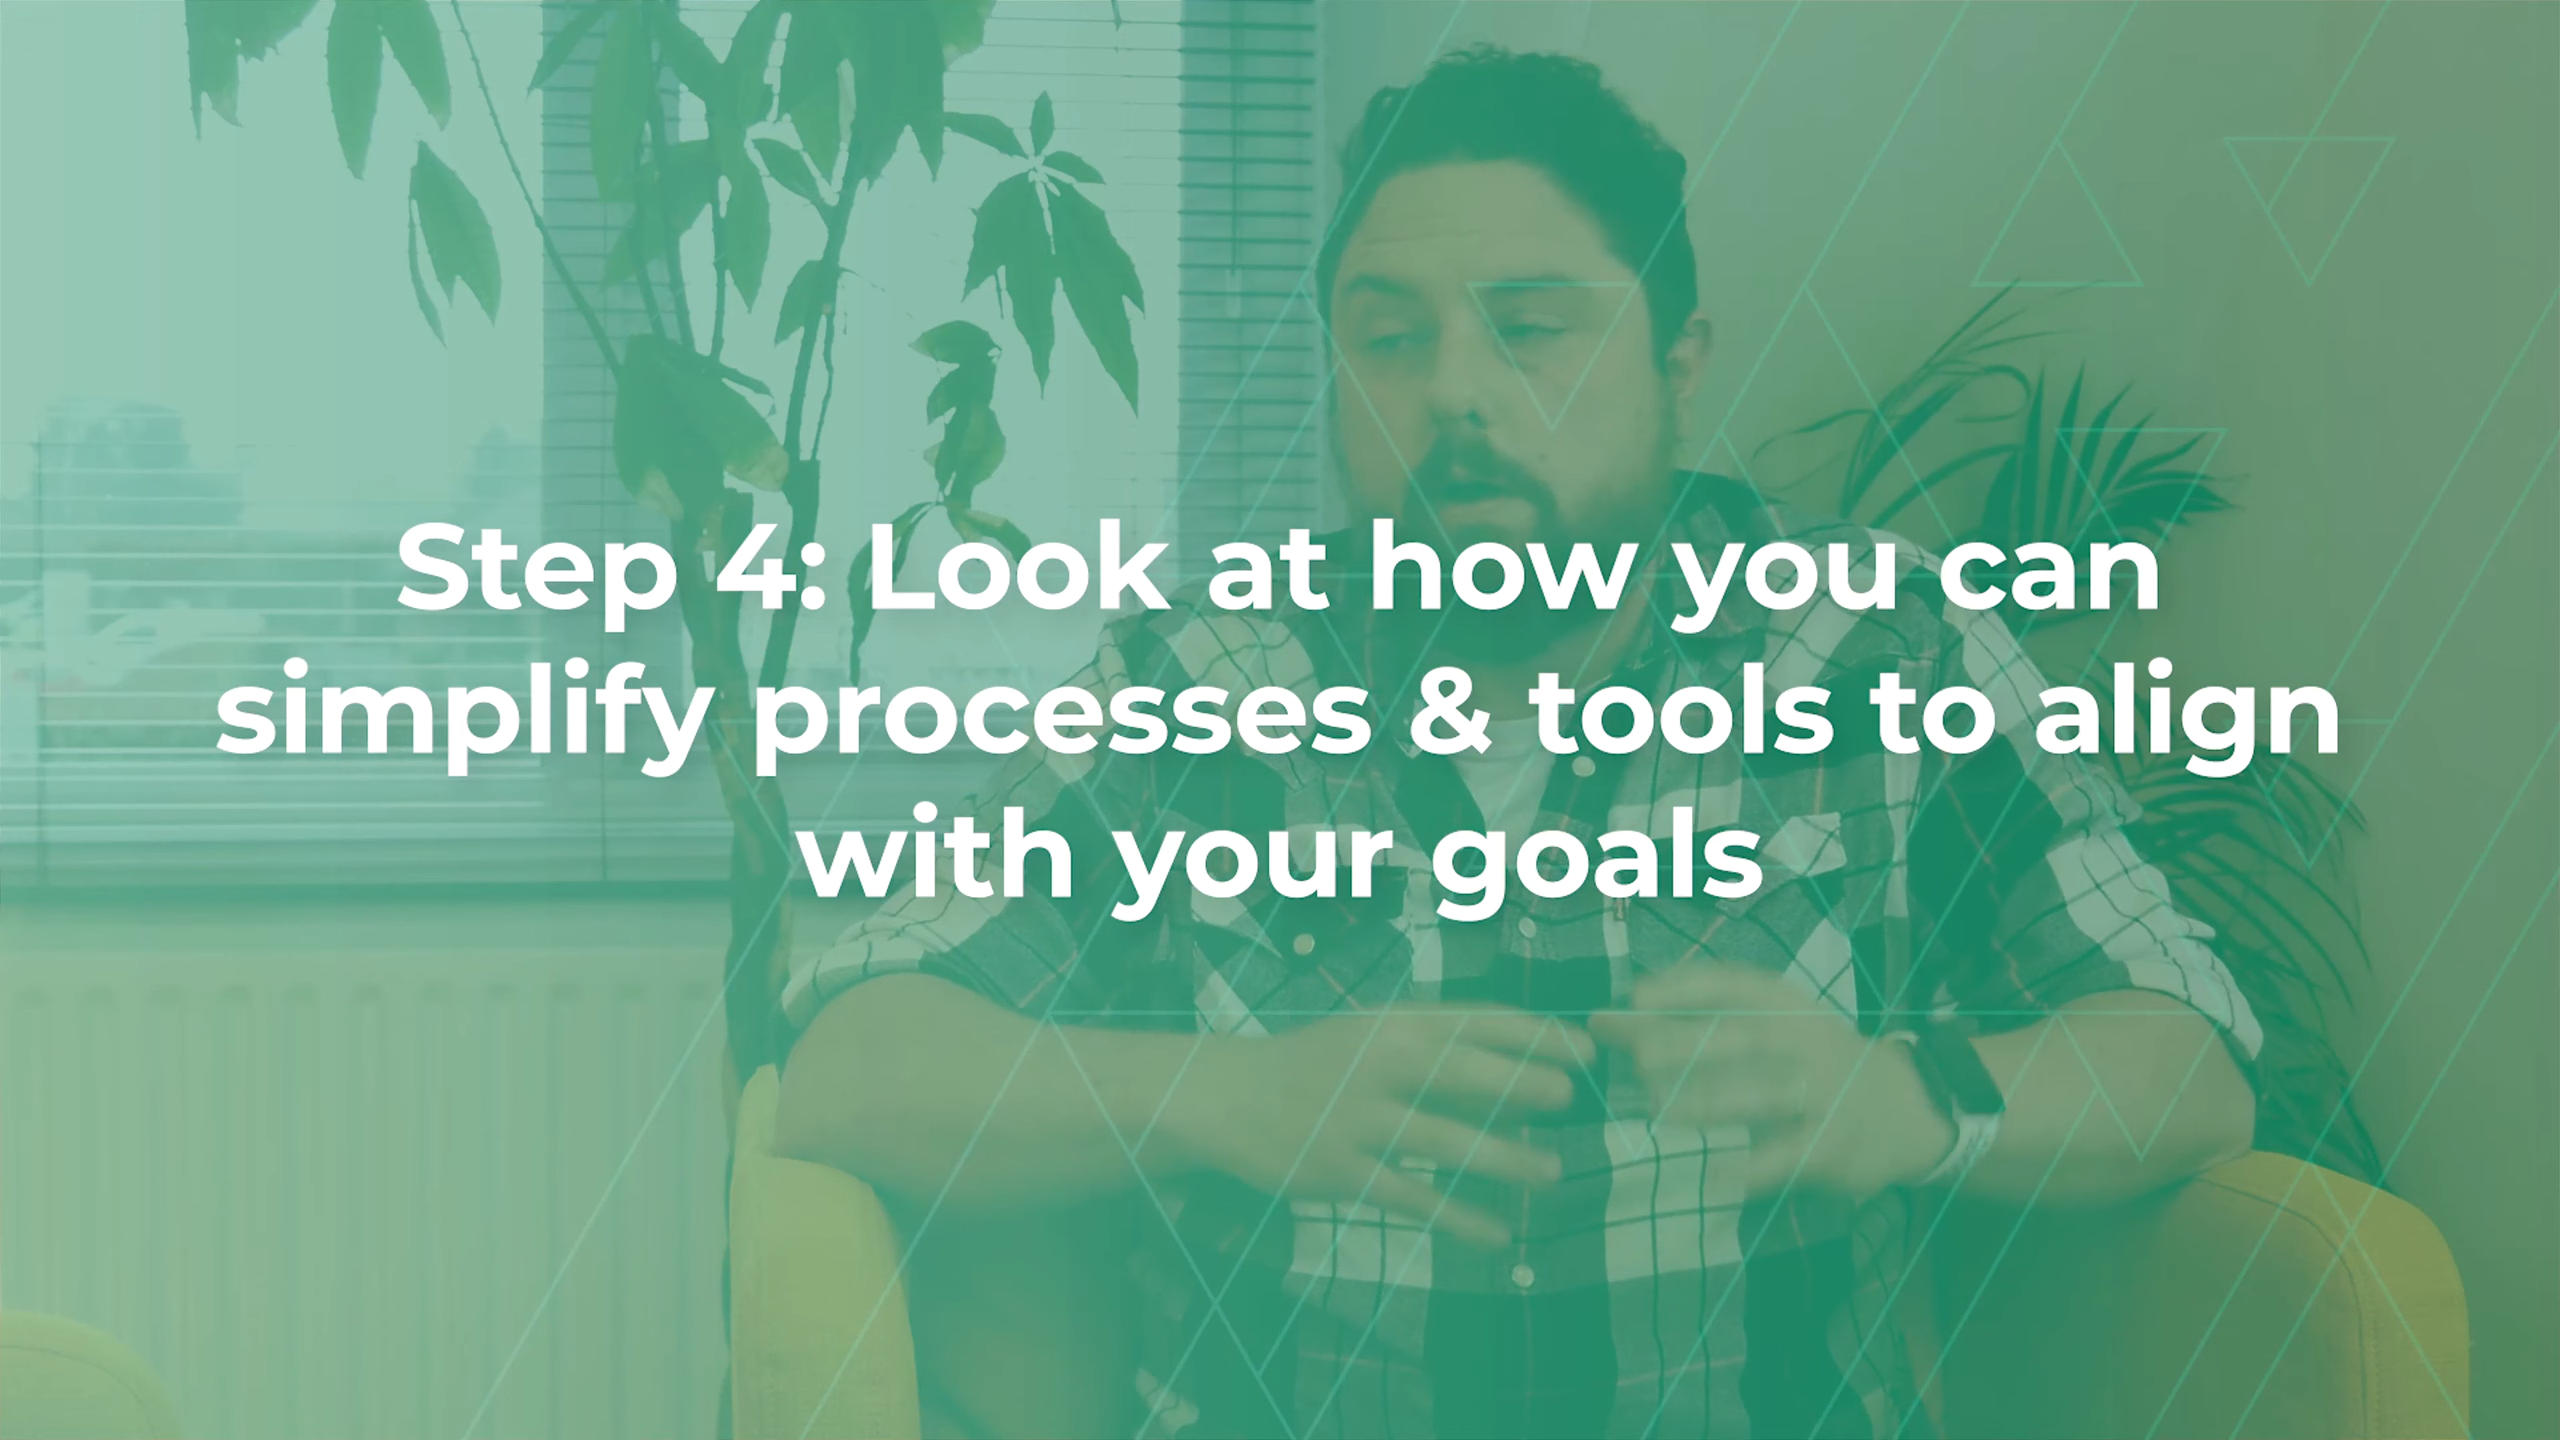 Step 4: Look at how you can
simplify processes & tools to align
with your goals